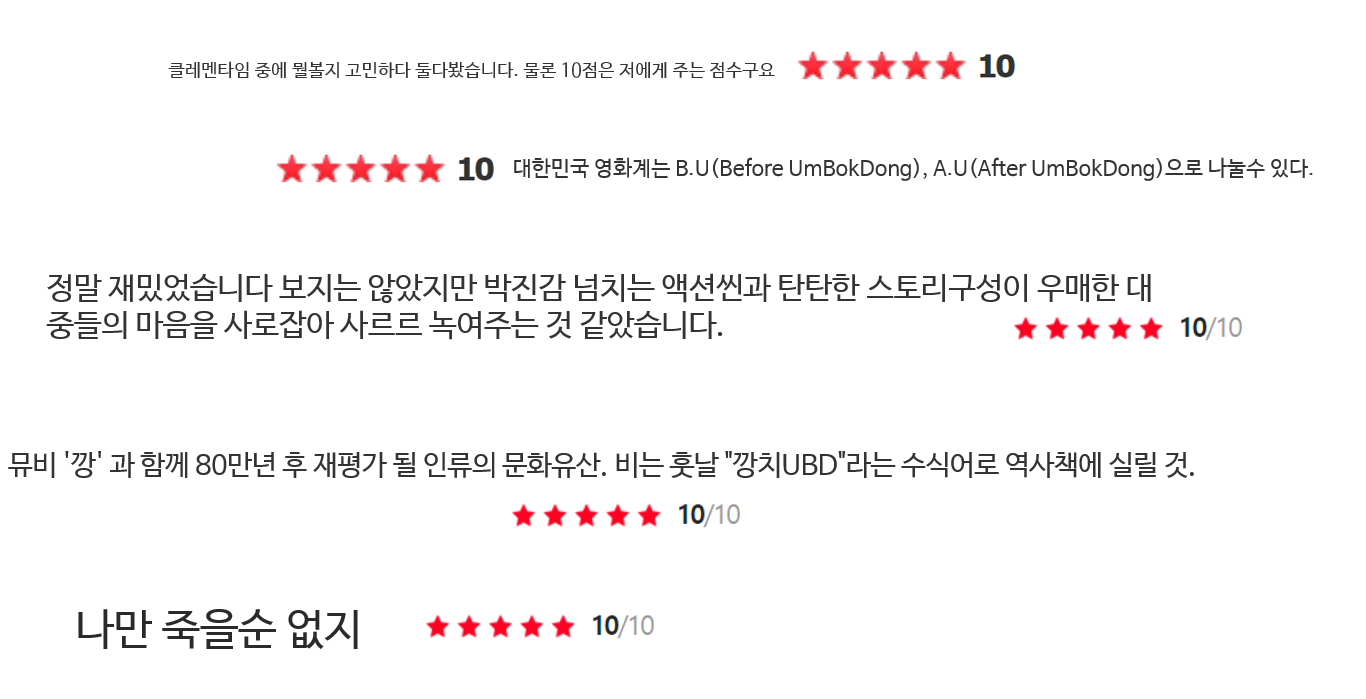 클레멘타임 중에 뭘볼지 고민하다 둘다봤습니다. 물론 10점은 저에게 주는 점수구요 10
10 대한민국 영화계는 B.U(Before UmBokDong), A.U(After UmBokDong)으로 나눌수 있다.
정말 재밌었습니다 보지는 않았지만 박진감 넘치는 액션씬과 탄탄한 스토리구성이 우매한 대
중들의 마음을 사로잡아 사르르 녹여주는 것 같았습니다.
10/10
뮤비 '깡' 과 함께 80만년 후 재평가 될 인류의 문화유산. 비는 훗날 "깡치UBD"라는 수식어로 역사책에 실릴 것.
10/10
나만 죽을순 없지 10/10